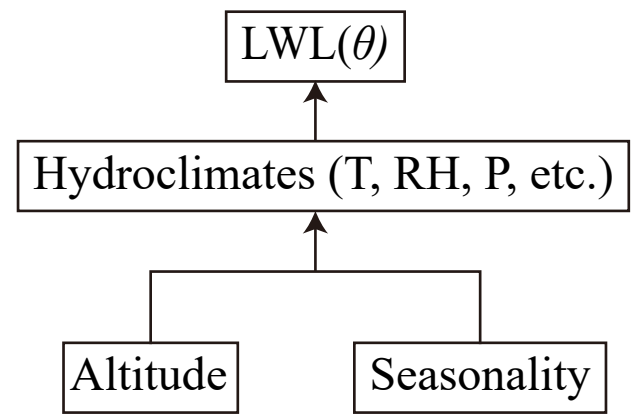 LWL(θ)
Hydroclimates (T, RH, P, etc.)
Altitude
Seasonality